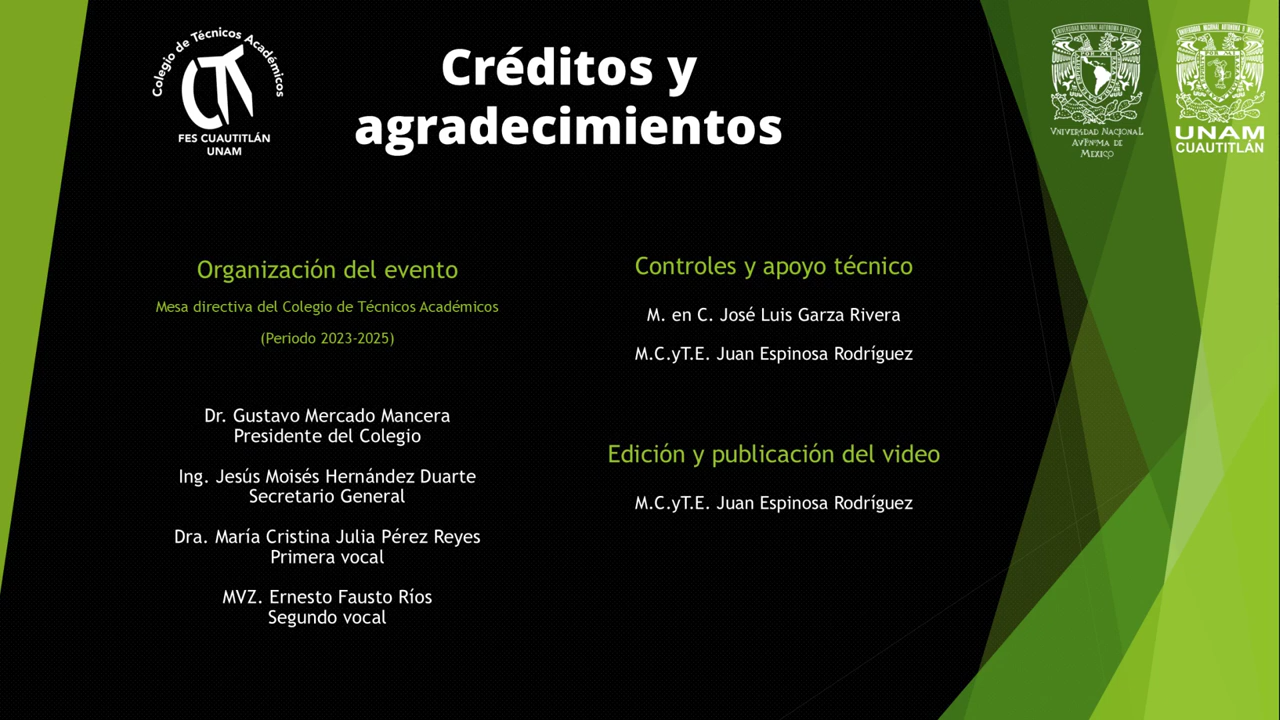 Colegio de Técnicos Académicos
FES CUAUTITLÁN
UNAM
Créditos y
agradecimientos
UNIVERSIDAD NACIONAL
AVTNºMA DE
MEXICO
UNAM
CUAUTITLÁN
Organización del evento
Mesa directiva del Colegio de Técnicos Académicos
(Periodo 2023-2025)
Dr. Gustavo Mercado Mancera
Presidente del Colegio
Ing. Jesús Moisés Hernández Duarte
Secretario General
Dra. María Cristina Julia Pérez Reyes
Primera vocal
MVZ. Ernesto Fausto Ríos
Segundo vocal
Controles y apoyo técnico
M. en C. José Luis Garza Rivera
M.C.yT.E. Juan Espinosa Rodríguez
Edición y publicación del video
M.C.yT.E. Juan Espinosa Rodríguez